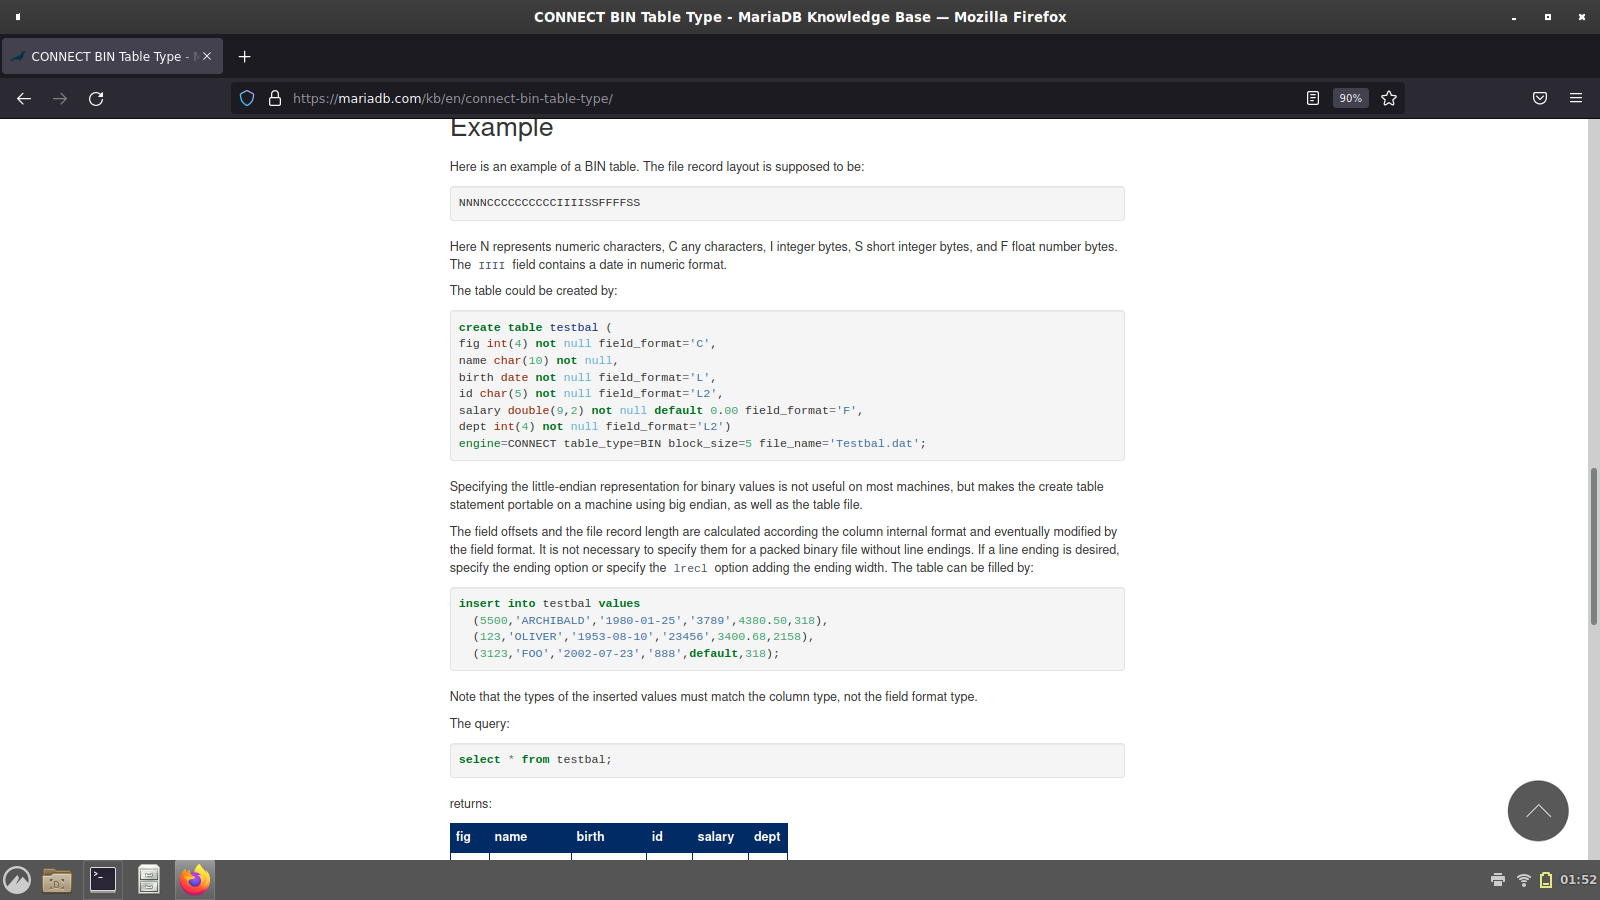 CONNECT BIN Table Type - MariaDB Knowledge Base — Mozilla Firefox
CONNECT BIN Table Type - M
https://mariadb.com/kb/en/connect-bin-table-type/
90%
Example
Here is an example of a BIN table. The file record layout is supposed to be:
NNNNCCCCCCCCCCIIIISSFFFFSS
Here N represents numeric characters, C any characters, I integer bytes, S short integer bytes, and F float number bytes.
The IIII field contains a date in numeric format.
The table could be created by:
create table testbal (
fig int(4) not null field_format='C',
name char(10) not null,
birth date not null field_format='L',
id char(5) not null field_format='L2',
salary double(9,2) not null default 0.00 field_format='F',
dept int(4) not null field_format='L2')
engine=CONNECT table_type=BIN block_size=5 file_name='Testbal.dat';
Specifying the little-endian representation for binary values is not useful on most machines, but makes the create table
statement portable on a machine using big endian, as well as the table file.
The field offsets and the file record length are calculated according the column internal format and eventually modified by
the field format. It is not necessary to specify them for a packed binary file without line endings. If a line ending is desired,
specify the ending option or specify the lrecl option adding the ending width. The table can be filled by:
insert into testbal values
(5500,'ARCHIBALD','1980-01-25','3789',4380.50,318),
(123,'OLIVER','1953-08-10','23456',3400.68,2158),
(3123,'FOO','2002-07-23','888',default,318);
Note that the types of the inserted values must match the column type, not the field format type.
The query:
select * from testbal;
returns:
fig name birth id salary dept
01:52